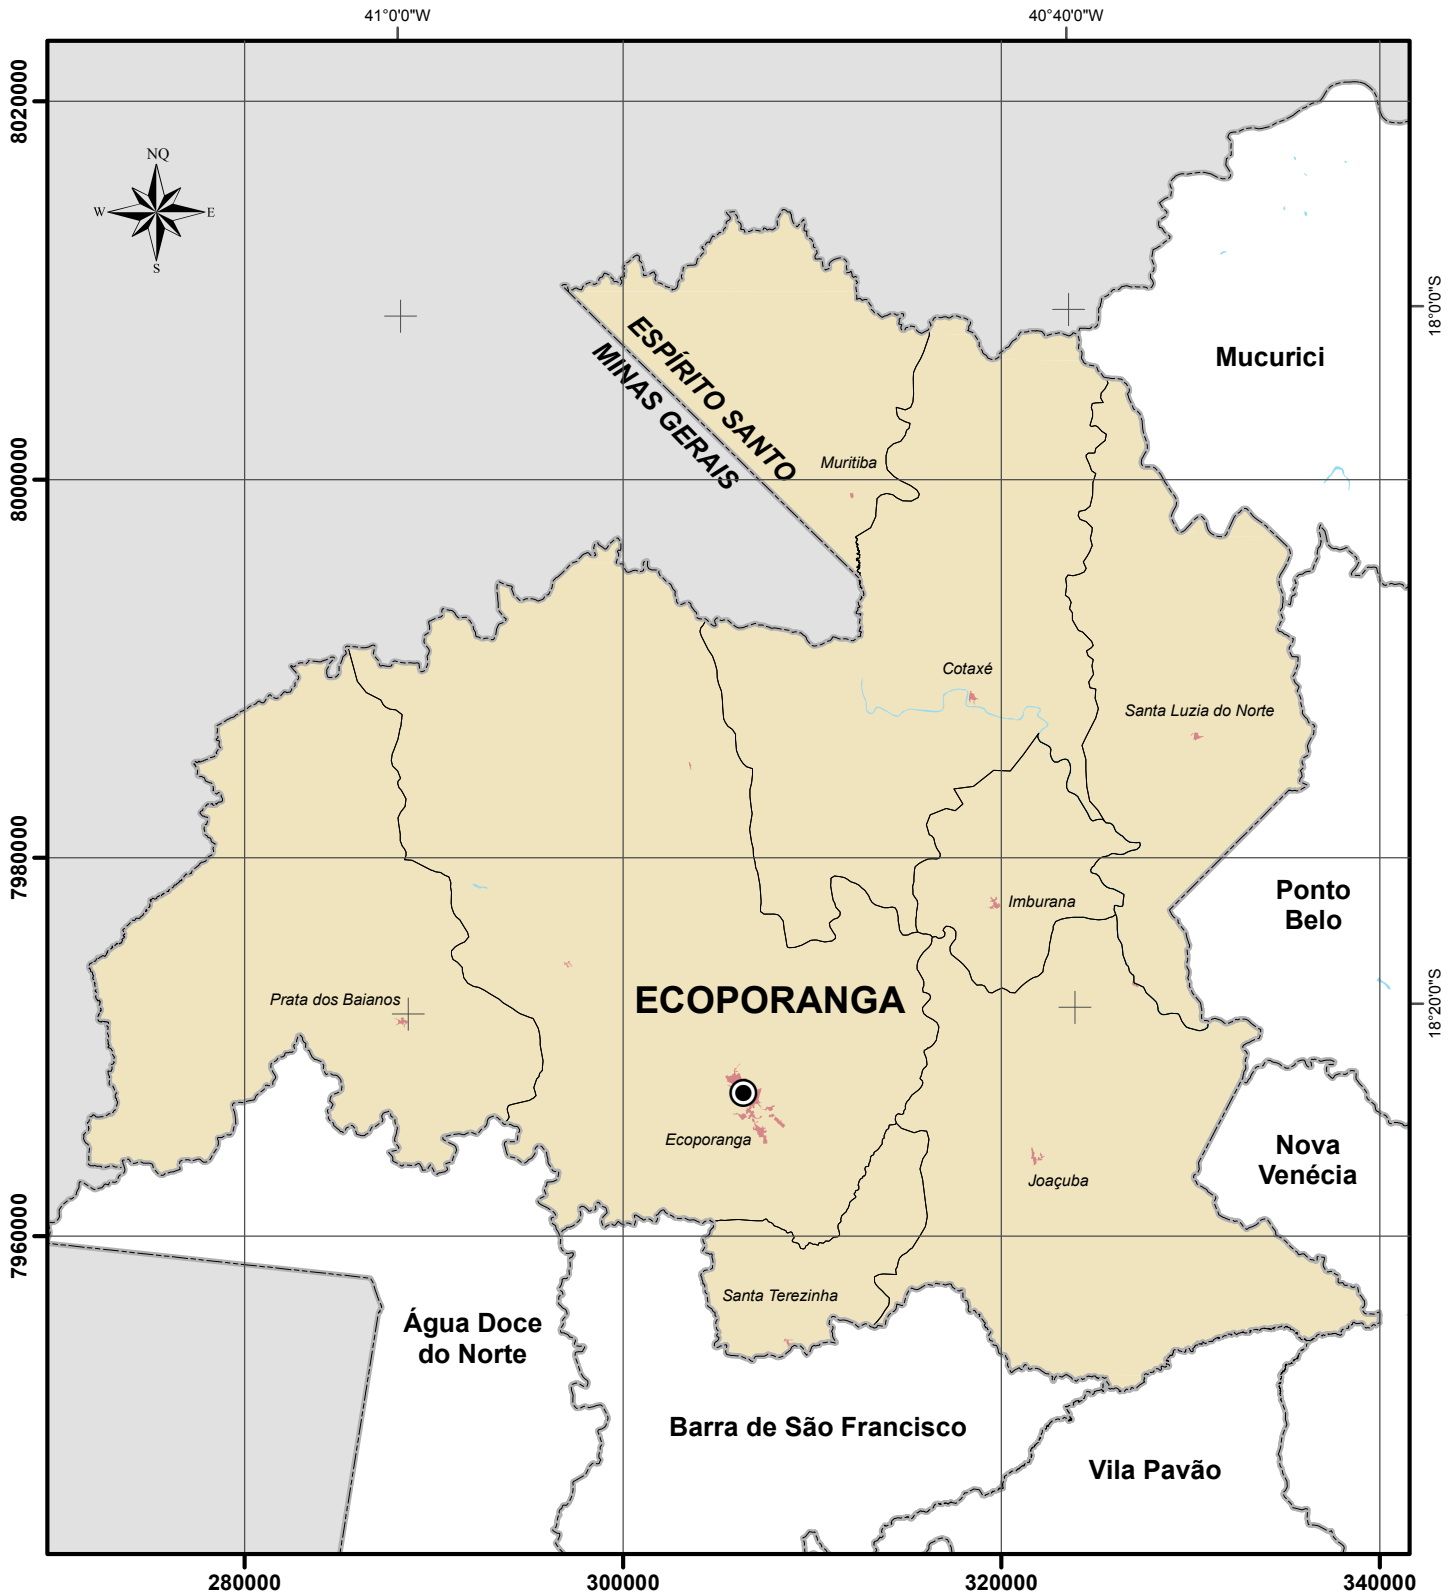 41°0'0"W
40°40'0"W
8020000
NQ
W
E
S
18°0'0"S
ESPÍRITO SANTO
MINAS GERAIS
Mucurici
Muritiba
8000000
Cotaxé
Santa Luzia do Norte
7980000
Imburana
Ponto
Belo
Prata dos Baianos
ECOPORANGA
18°20'0"S
Ecoporanga
Joaçuba
Nova
Venécia
7960000
Santa Terezinha
Água Doce
do Norte
Barra de São Francisco
Vila Pavão
280000
300000
320000
340000